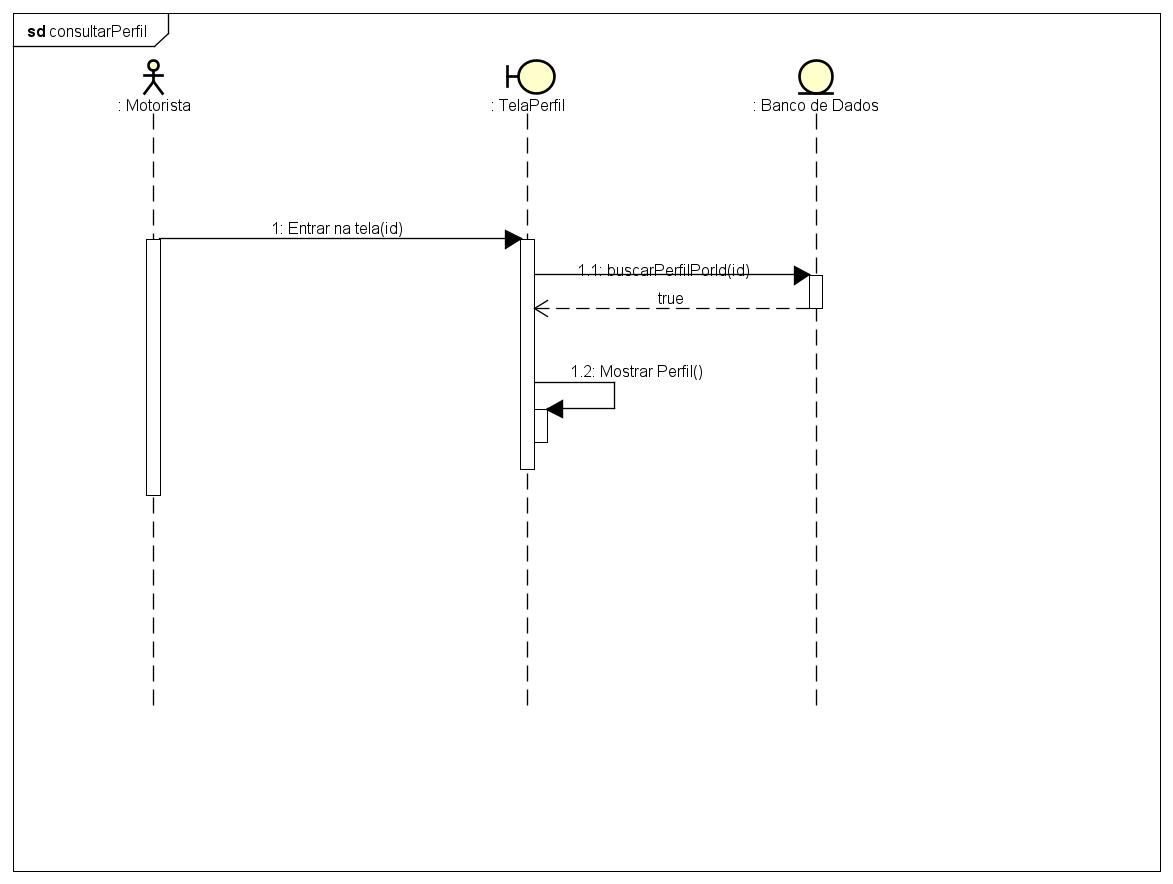 sd consultarPerfil
: Motorista
: TelaPerfil
: Banco de Dados
1: Entrar na tela(id)
1.1: buscarPerfilPorId(id)
true
1.2: Mostrar Perfil()